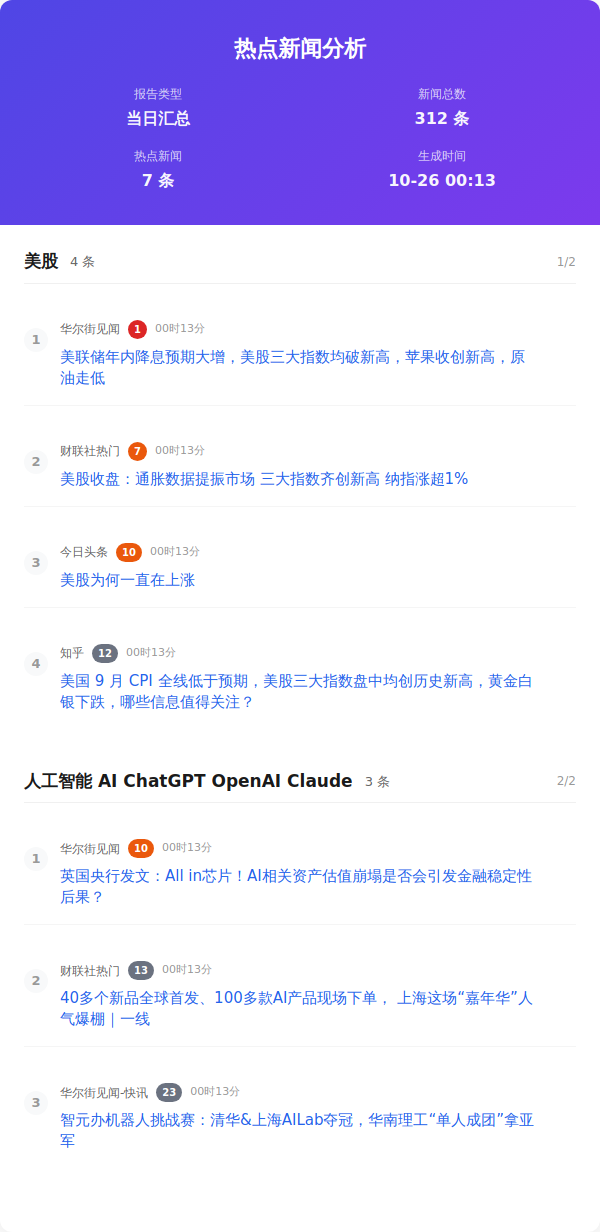 热点新闻分析
报告类型
新闻总数
当日汇总
312 条
热点新闻
生成时间
7 条
10-26 00:13
美股 4 条 1/2
1
华尔街见闻 1 00时13分
美联储年内降息预期大增，美股三大指数均破新高，苹果收创新高，原
油走低
2
财联社热门 7 00时13分
美股收盘：通胀数据提振市场 三大指数齐创新高 纳指涨超1%
3
今日头条 10 00时13分
美股为何一直在上涨
4
知乎 12 00时13分
美国 9 月 CPI 全线低于预期，美股三大指数盘中均创历史新高，黄金白
银下跌，哪些信息值得关注？
人工智能 AI ChatGPT OpenAI Claude 3 条 2/2
1
华尔街见闻 10 00时13分
英国央行发文：All in芯片！AI相关资产估值崩塌是否会引发金融稳定性
后果？
2
财联社热门 13 00时13分
40多个新品全球首发、100多款AI产品现场下单， 上海这场“嘉年华”人
气爆棚｜一线
3
华尔街见闻-快讯 23 00时13分
智元办机器人挑战赛：清华&上海AILab夺冠，华南理工“单人成团”拿亚
军